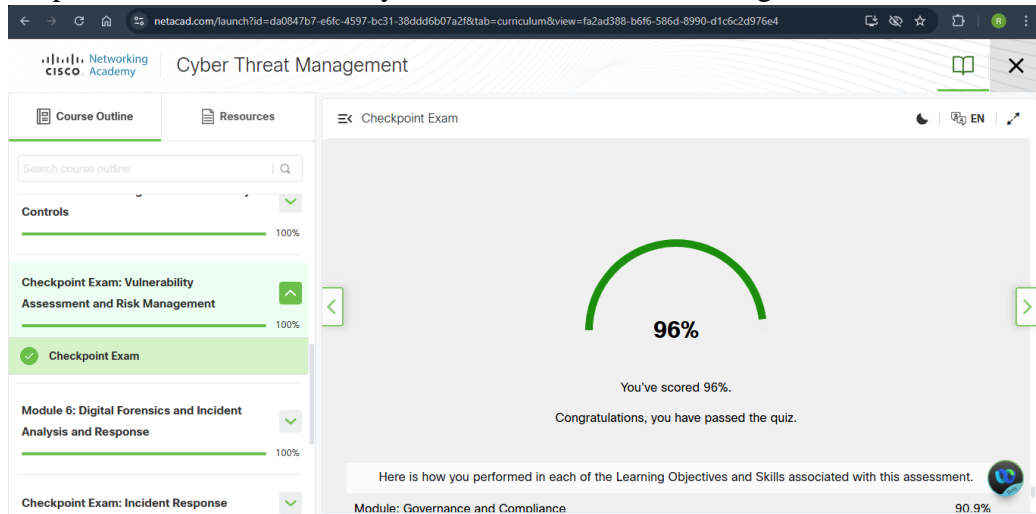 netacad.com/launch?id=da0847b7-e6fc-4597-bc31-38ddd6b07a2f&tab=curriculum&view=fa2ad388-b6f6-586d-8990-d1c6c2d976e4
R
Networking
CISCO Academy
Cyber Threat Management
Course Outline
Resources
Checkpoint Exam
EN
Search course outline
Controls
100%
Checkpoint Exam: Vulnerability
Assessment and Risk Management
100%
Checkpoint Exam
Module 6: Digital Forensics and Incident
Analysis and Response
100%
Checkpoint Exam: Incident Response
96%
You've scored 96%.
Congratulations, you have passed the quiz.
Here is how you performed in each of the Learning Objectives and Skills associated with this assessment.
Module: Governance and Compliance
90.9%